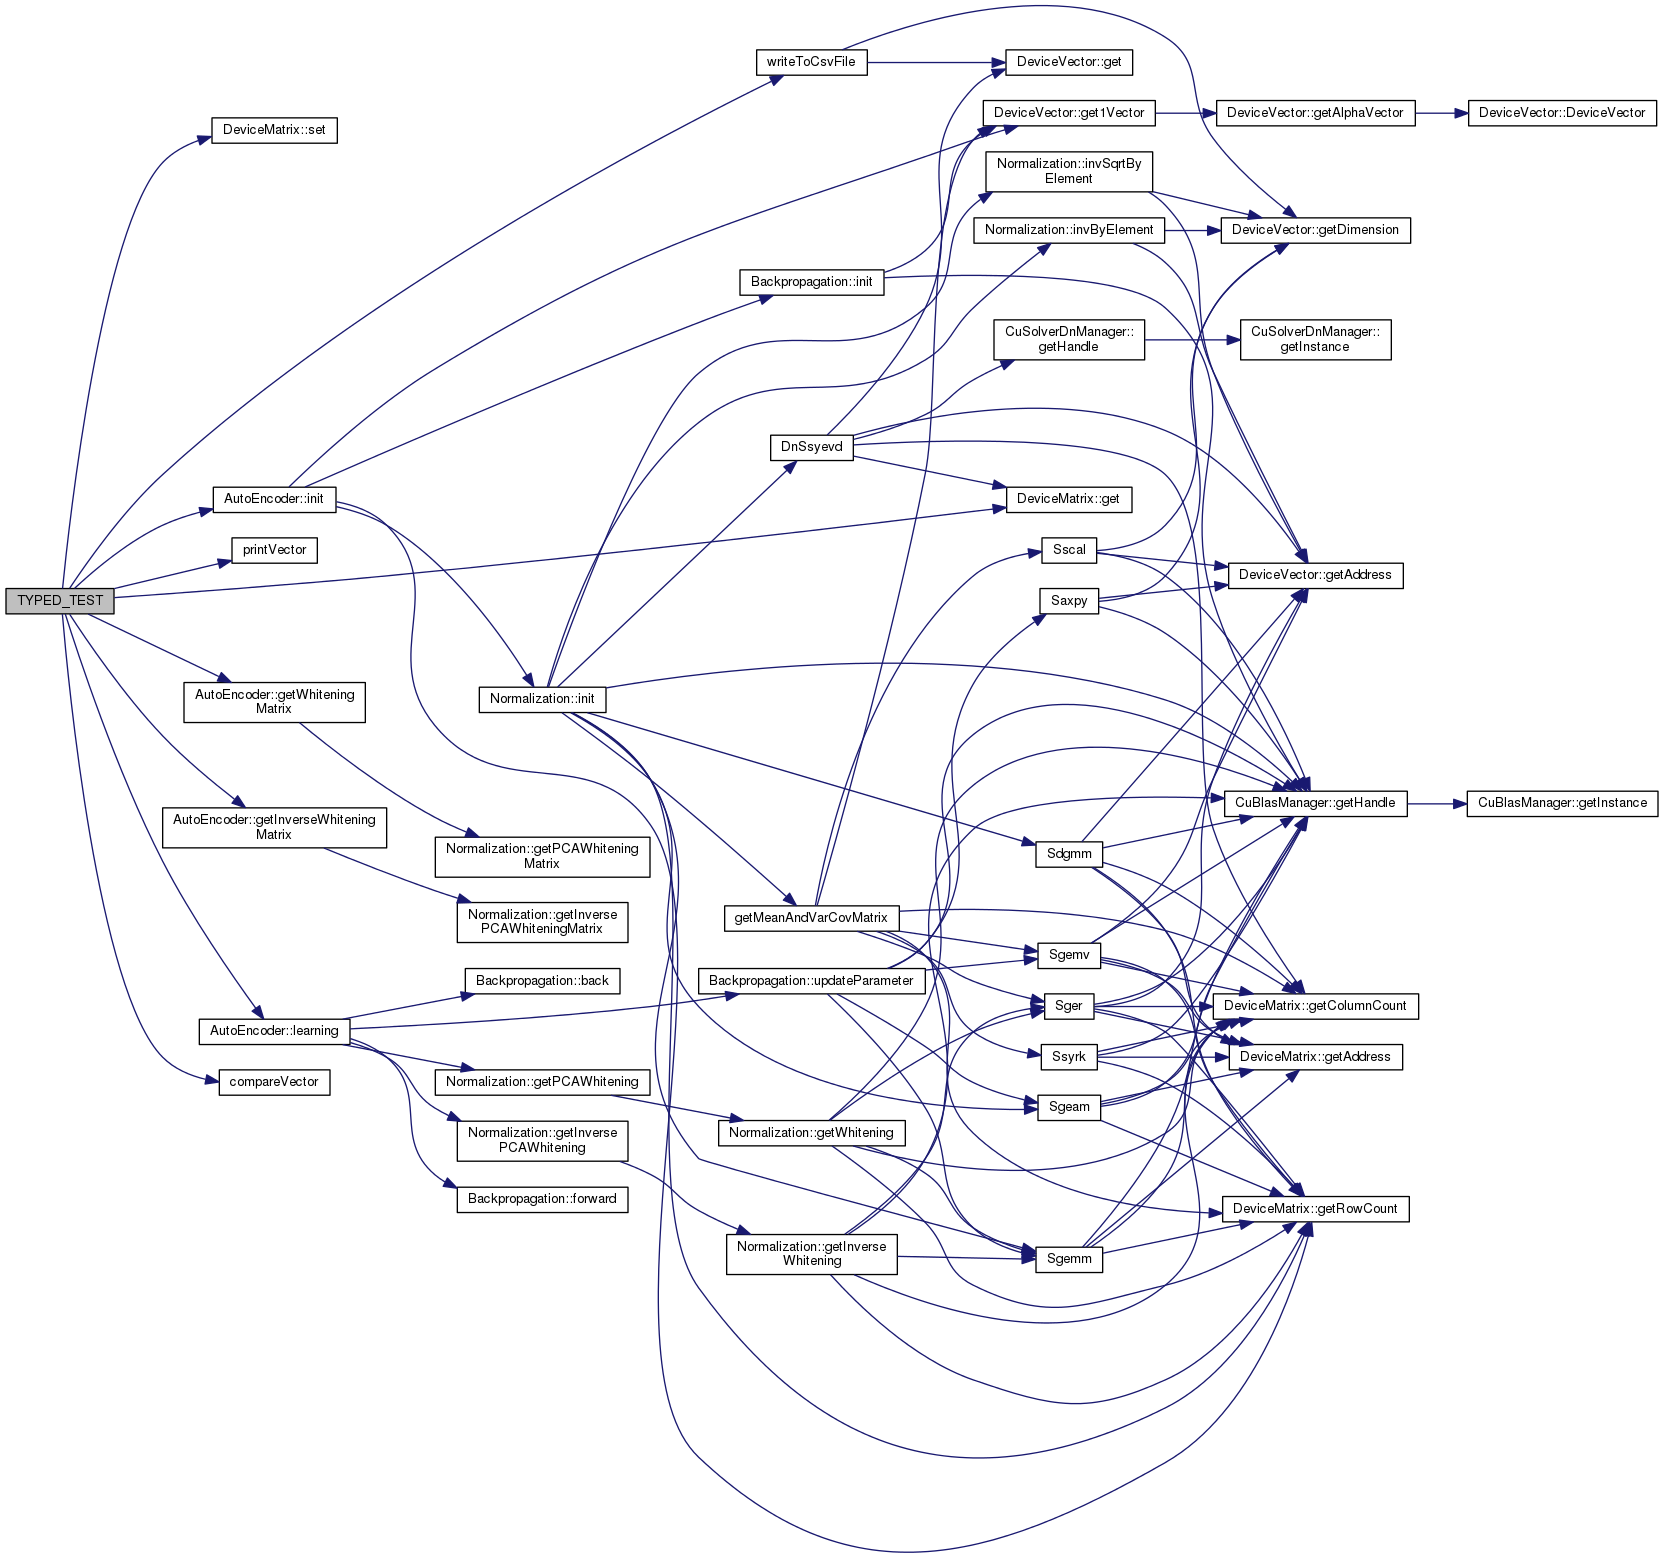 writeToCsvFile
DeviceVector::get
DeviceVector::get1Vector
DeviceVector::getAlphaVector
DeviceVector::DeviceVector
DeviceMatrix::set
Normalization::invSqrtBy
Element
Normalization::invByElement
DeviceVector::getDimension
Backpropagation::init
CuSolverDnManager::
getHandle
CuSolverDnManager::
getInstance
DnSsyevd
AutoEncoder::init
DeviceMatrix::get
printVector
Sscal
DeviceVector::getAddress
TYPED_TEST
Saxpy
AutoEncoder::getWhitening
Matrix
Normalization::init
CuBlasManager::getHandle
CuBlasManager::getInstance
AutoEncoder::getInverseWhitening
Matrix
Normalization::getPCAWhitening
Matrix
Sdgmm
Normalization::getInverse
PCAWhiteningMatrix
getMeanAndVarCovMatrix
Sgemv
Backpropagation::back
Backpropagation::updateParameter
Sger
DeviceMatrix::getColumnCount
AutoEncoder::learning
Ssyrk
DeviceMatrix::getAddress
compareVector
Normalization::getPCAWhitening
Sgeam
Normalization::getInverse
PCAWhitening
Normalization::getWhitening
Backpropagation::forward
DeviceMatrix::getRowCount
Normalization::getInverse
Whitening
Sgemm